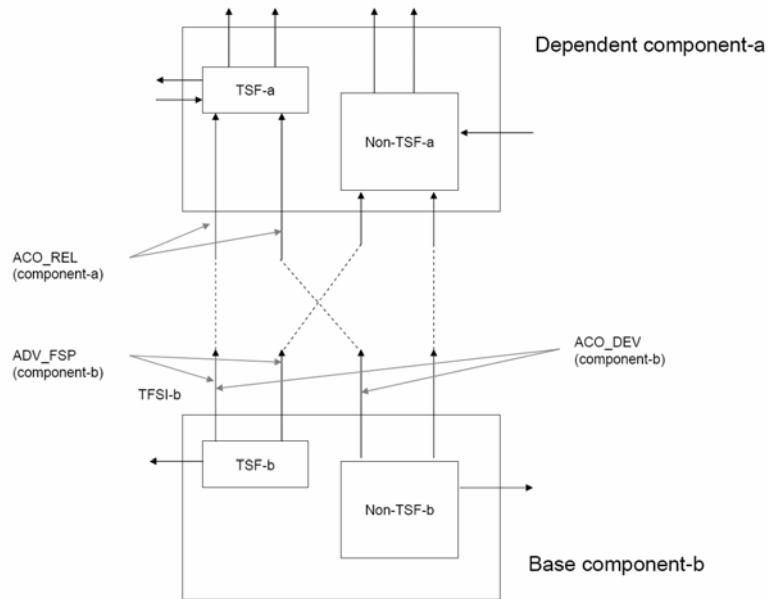 Dependent component-a
TSF-a
Non-TSF-a
ACO_REL
(component-a)
ADV_FSP
(component-b)
ACO_DEV
(component-b)
TFSI-b
TSF-b
Non-TSF-b
Base component-b